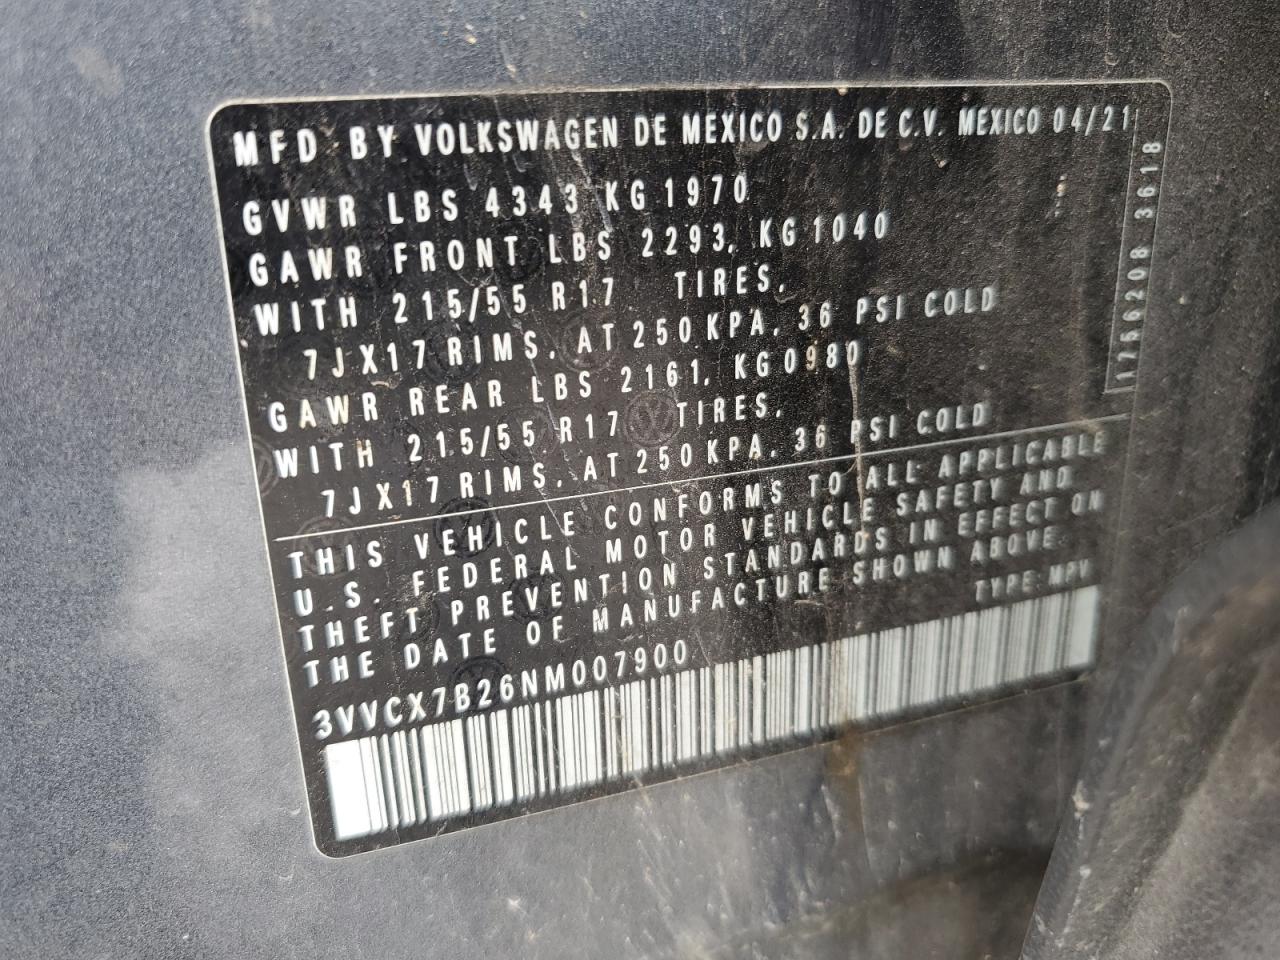 MFD BY VOLKSWAGEN DE MEXICO S.A. DE C.V. MEXICO 04/21
GVWR LBS 4343 KG 1970
GAWR FRONT LBS 2293, KG 1040
WITH 215/55 R17 TIRES,
7JX17 RIMS, AT 250 KPA, 36 PSI COLD
GAWR REAR LBS 2161, KG 0980
WITH 215/55 R17 TIRES,
7JX17 RIMS, AT 250 KPA, 36 PSI COLD
1756208 3618
THIS VEHICLE CONFORMS TO ALL APPLICABLE
U.S. FEDERAL MOTOR VEHICLE SAFETY AND
THEFT PREVENTION STANDARDS IN EFFECT ON
THE DATE OF MANUFACTURE SHOWN ABOVE.
TYPE: MPV
3VVCX7B26NM007900